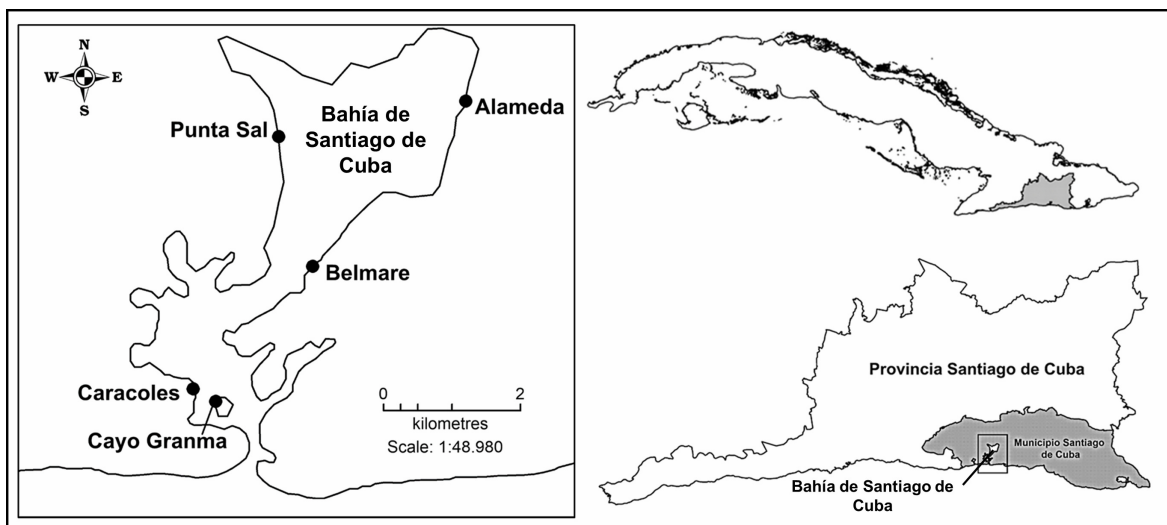 N
W E
S
Punta Sal
Bahía de
Santiago de
Cuba
Alameda
Belmare
Caracoles
Cayo Granma
0 2
kilometres
Scale: 1:48.980
Provincia Santiago de Cuba
Municipio Santiago
de Cuba
Bahía de Santiago de
Cuba